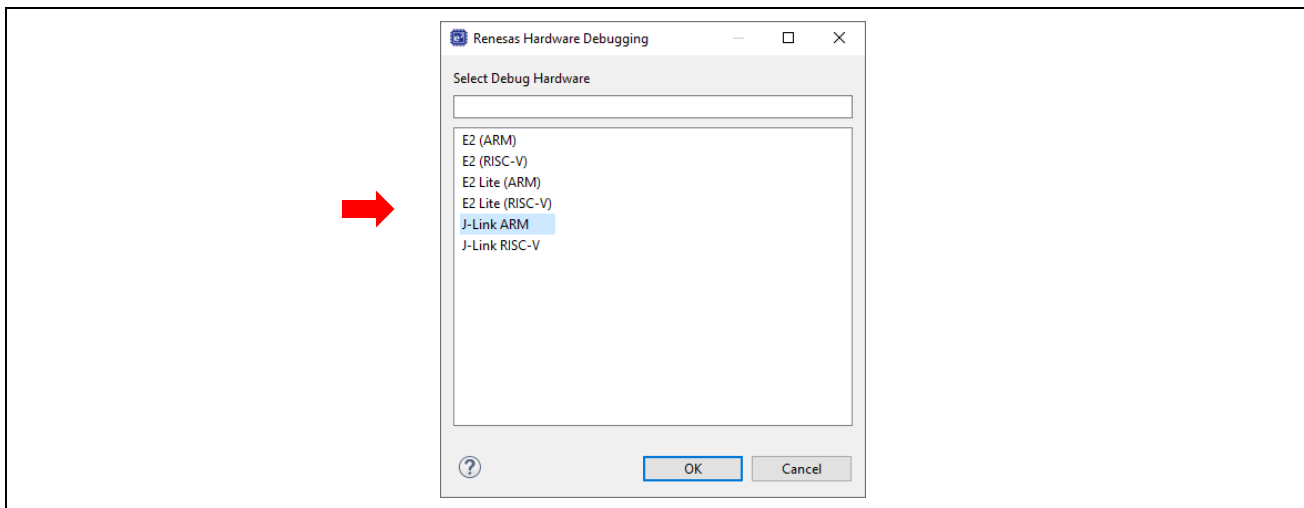 Renesas Hardware Debugging
Select Debug Hardware
E2 (ARM)
E2 (RISC-V)
E2 Lite (ARM)
E2 Lite (RISC-V)
J-Link ARM
J-Link RISC-V
?
OK Cancel